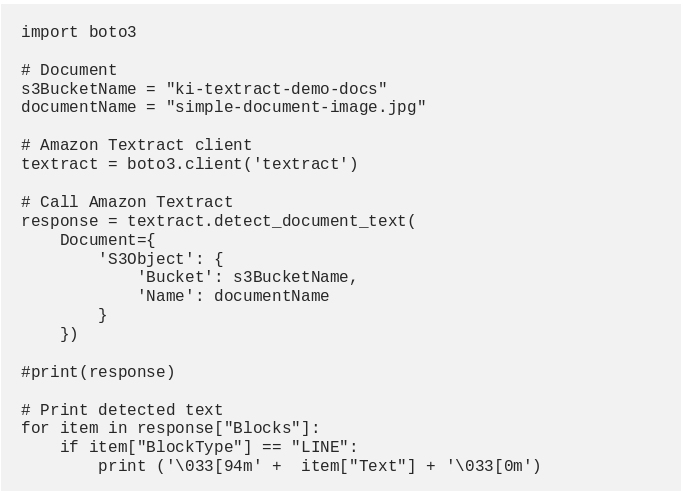 import boto3

# Document
s3BucketName = "ki-textract-demo-docs"
documentName = "simple-document-image.jpg"

# Amazon Textract client
textract = boto3.client('textract')

# Call Amazon Textract
response = textract.detect_document_text(
    Document={
        'S3Object': {
            'Bucket': s3BucketName,
            'Name': documentName
        }
    })

#print(response)

# Print detected text
for item in response["Blocks"]:
    if item["BlockType"] == "LINE":
        print ('\033[94m' +  item["Text"] + '\033[0m')